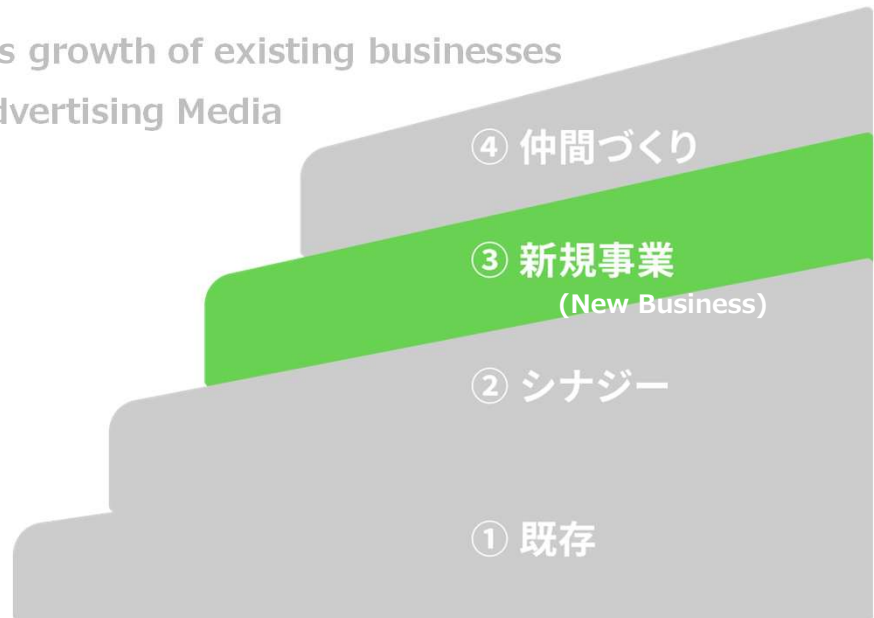 s growth of existing businesses
dvertising Media
④ 仲間づくり
③ 新規事業
(New Business)
② シナジー
① 既存